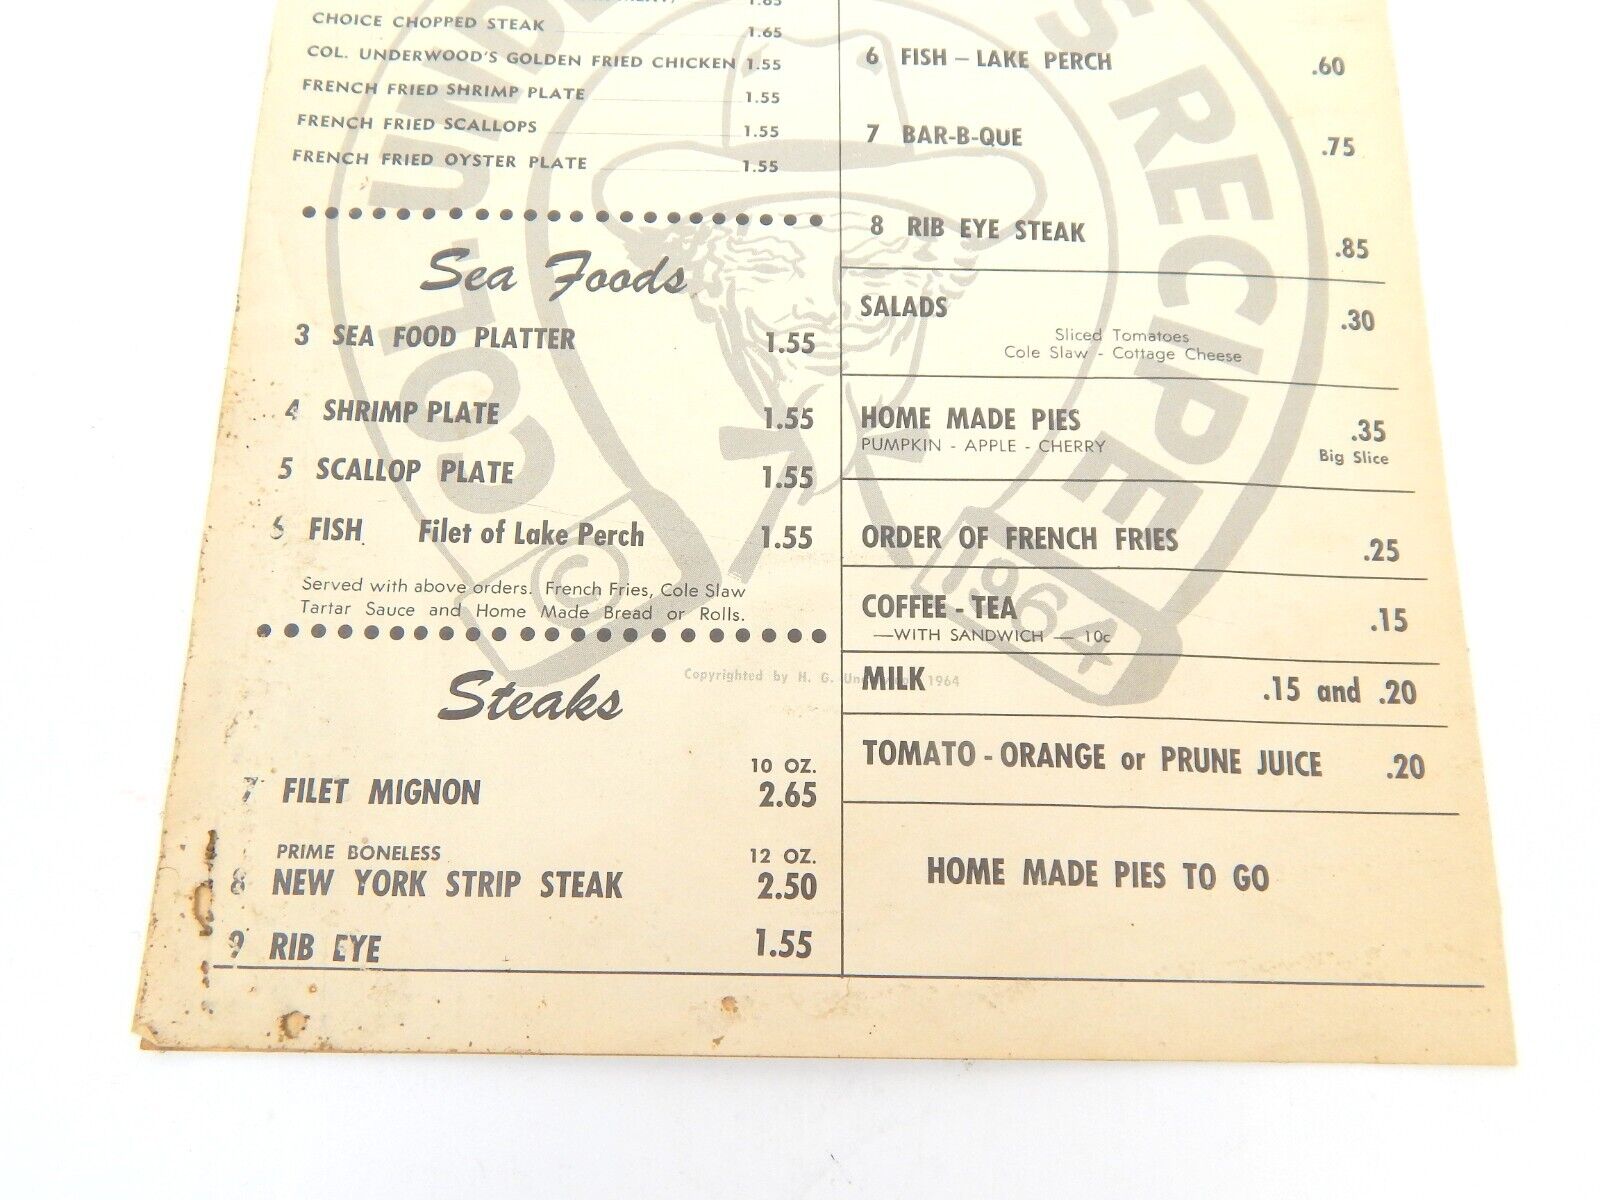 1.65
CHOICE CHOPPED STEAK 1.65
COL. UNDERWOOD'S GOLDEN FRIED CHICKEN 1.55
FRENCH FRIED SHRIMP PLATE 1.55
FRENCH FRIED SCALLOPS 1.55
FRENCH FRIED OYSTER PLATE 1.55
Sea Foods
3 SEA FOOD PLATTER 1.55
4 SHRIMP PLATE 1.55
5 SCALLOP PLATE 1.55
6 FISH Filet of Lake Perch 1.55
Served with above orders. French Fries, Cole Slaw
Tartar Sauce and Home Made Bread or Rolls.
Steaks
10 OZ.
7 FILET MIGNON 2.65
PRIME BONELESS 12 OZ.
8 NEW YORK STRIP STEAK 2.50
9 RIB EYE 1.55
6 FISH – LAKE PERCH .60
7 BAR-B-QUE .75
8 RIB EYE STEAK .85
SALADS .30
Sliced Tomatoes
Cole Slaw - Cottage Cheese
HOME MADE PIES .35
PUMPKIN - APPLE - CHERRY Big Slice
ORDER OF FRENCH FRIES .25
COFFEE - TEA .15
—WITH SANDWICH — 10c
MILK .15 and .20
TOMATO - ORANGE or PRUNE JUICE .20
HOME MADE PIES TO GO
COL. UNDE
S RECIPE
© 1964
Copyrighted by H. G. 1964